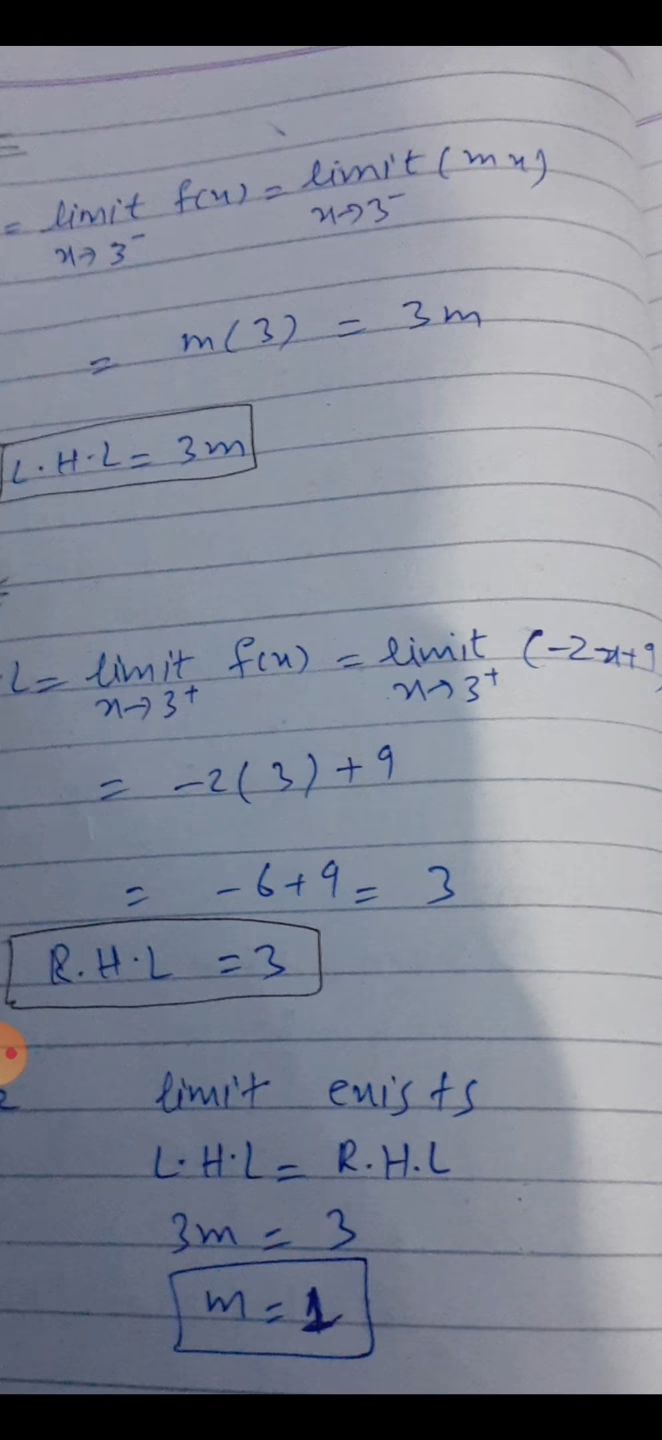 = limit f(x) = limit (mx)
x→3⁻ x→3⁻
= m(3) = 3m
L.H.L = 3m
L = limit f(x) = limit (-2x+9
x→3⁺ x→3⁺
= -2(3)+9
= -6+9 = 3
R.H.L = 3
limit exists
L.H.L = R.H.L
3m = 3
m = 1